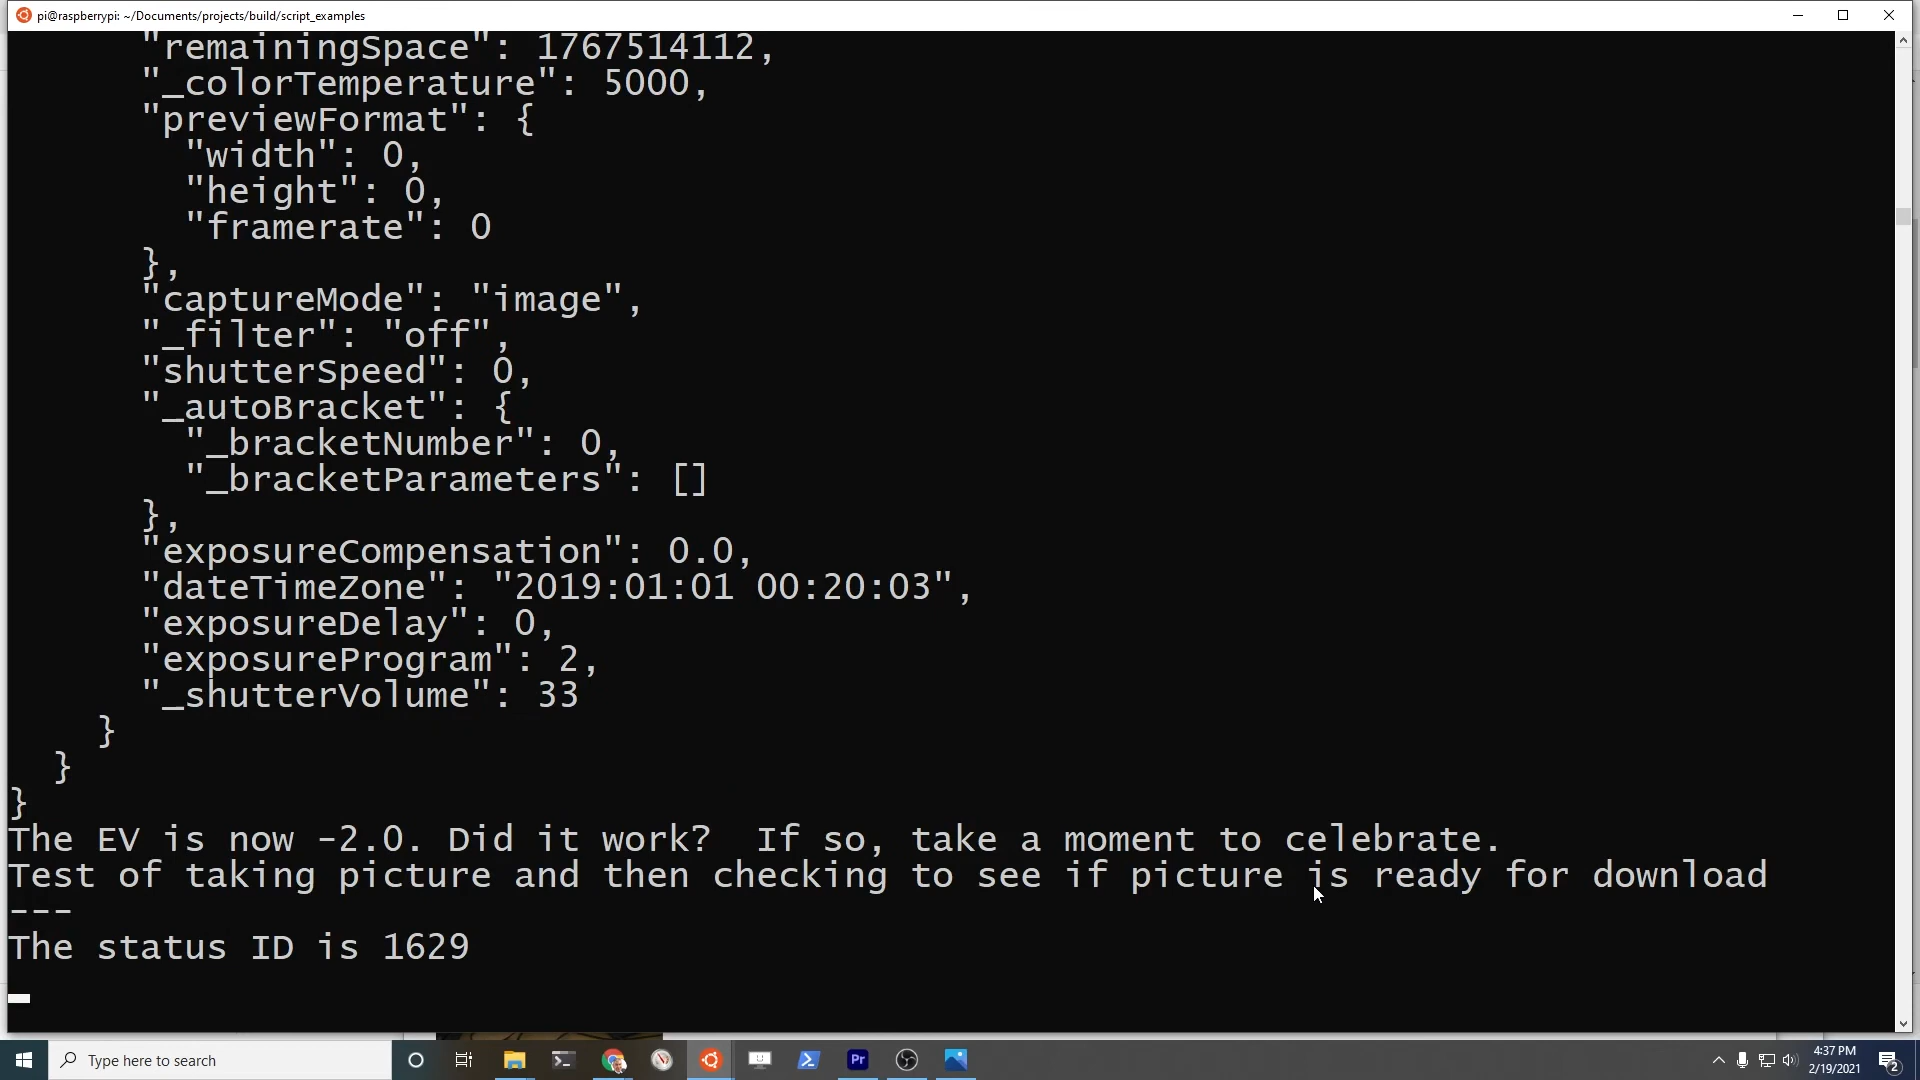 pi@raspberrypi: ~/Documents/projects/build/script_examples
"remainingSpace": 1767514112,
"_colorTemperature": 5000,
"previewFormat": {
"width": 0,
"height": 0,
"framerate": 0
},
"captureMode": "image",
"_filter": "off",
"shutterSpeed": 0,
"_autoBracket": {
"_bracketNumber": 0,
"_bracketParameters": []
},
"exposureCompensation": 0.0,
"dateTimeZone": "2019:01:01 00:20:03",
"exposureDelay": 0,
"exposureProgram": 2,
"_shutterVolume": 33
}
}
}
The EV is now -2.0. Did it work?  If so, take a moment to celebrate.
Test of taking picture and then checking to see if picture is ready for download
---
The status ID is 1629
Type here to search
Pr
4:37 PM
2/19/2021
2